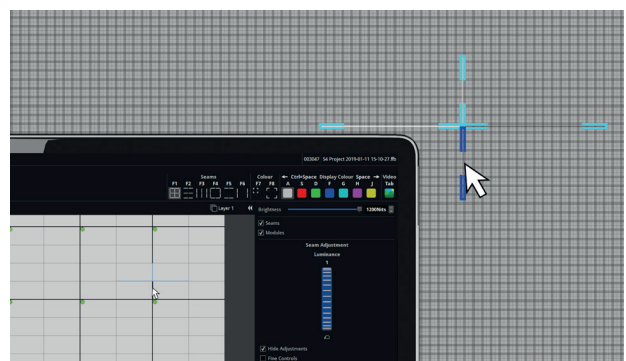 003047 S4 Project 2019-01-11 15-10-27.ffb
Seams Colour ← Ctrl+Space Display Colour Space → Video
F1 F2 F3 F4 F5 F6 F7 F8 A S D F G H J Tab
Layer 1 Brightness 1200Nits
Seams
Modules
Seam Adjustment
Luminance
1
Hide Adjustments
Fine Controls